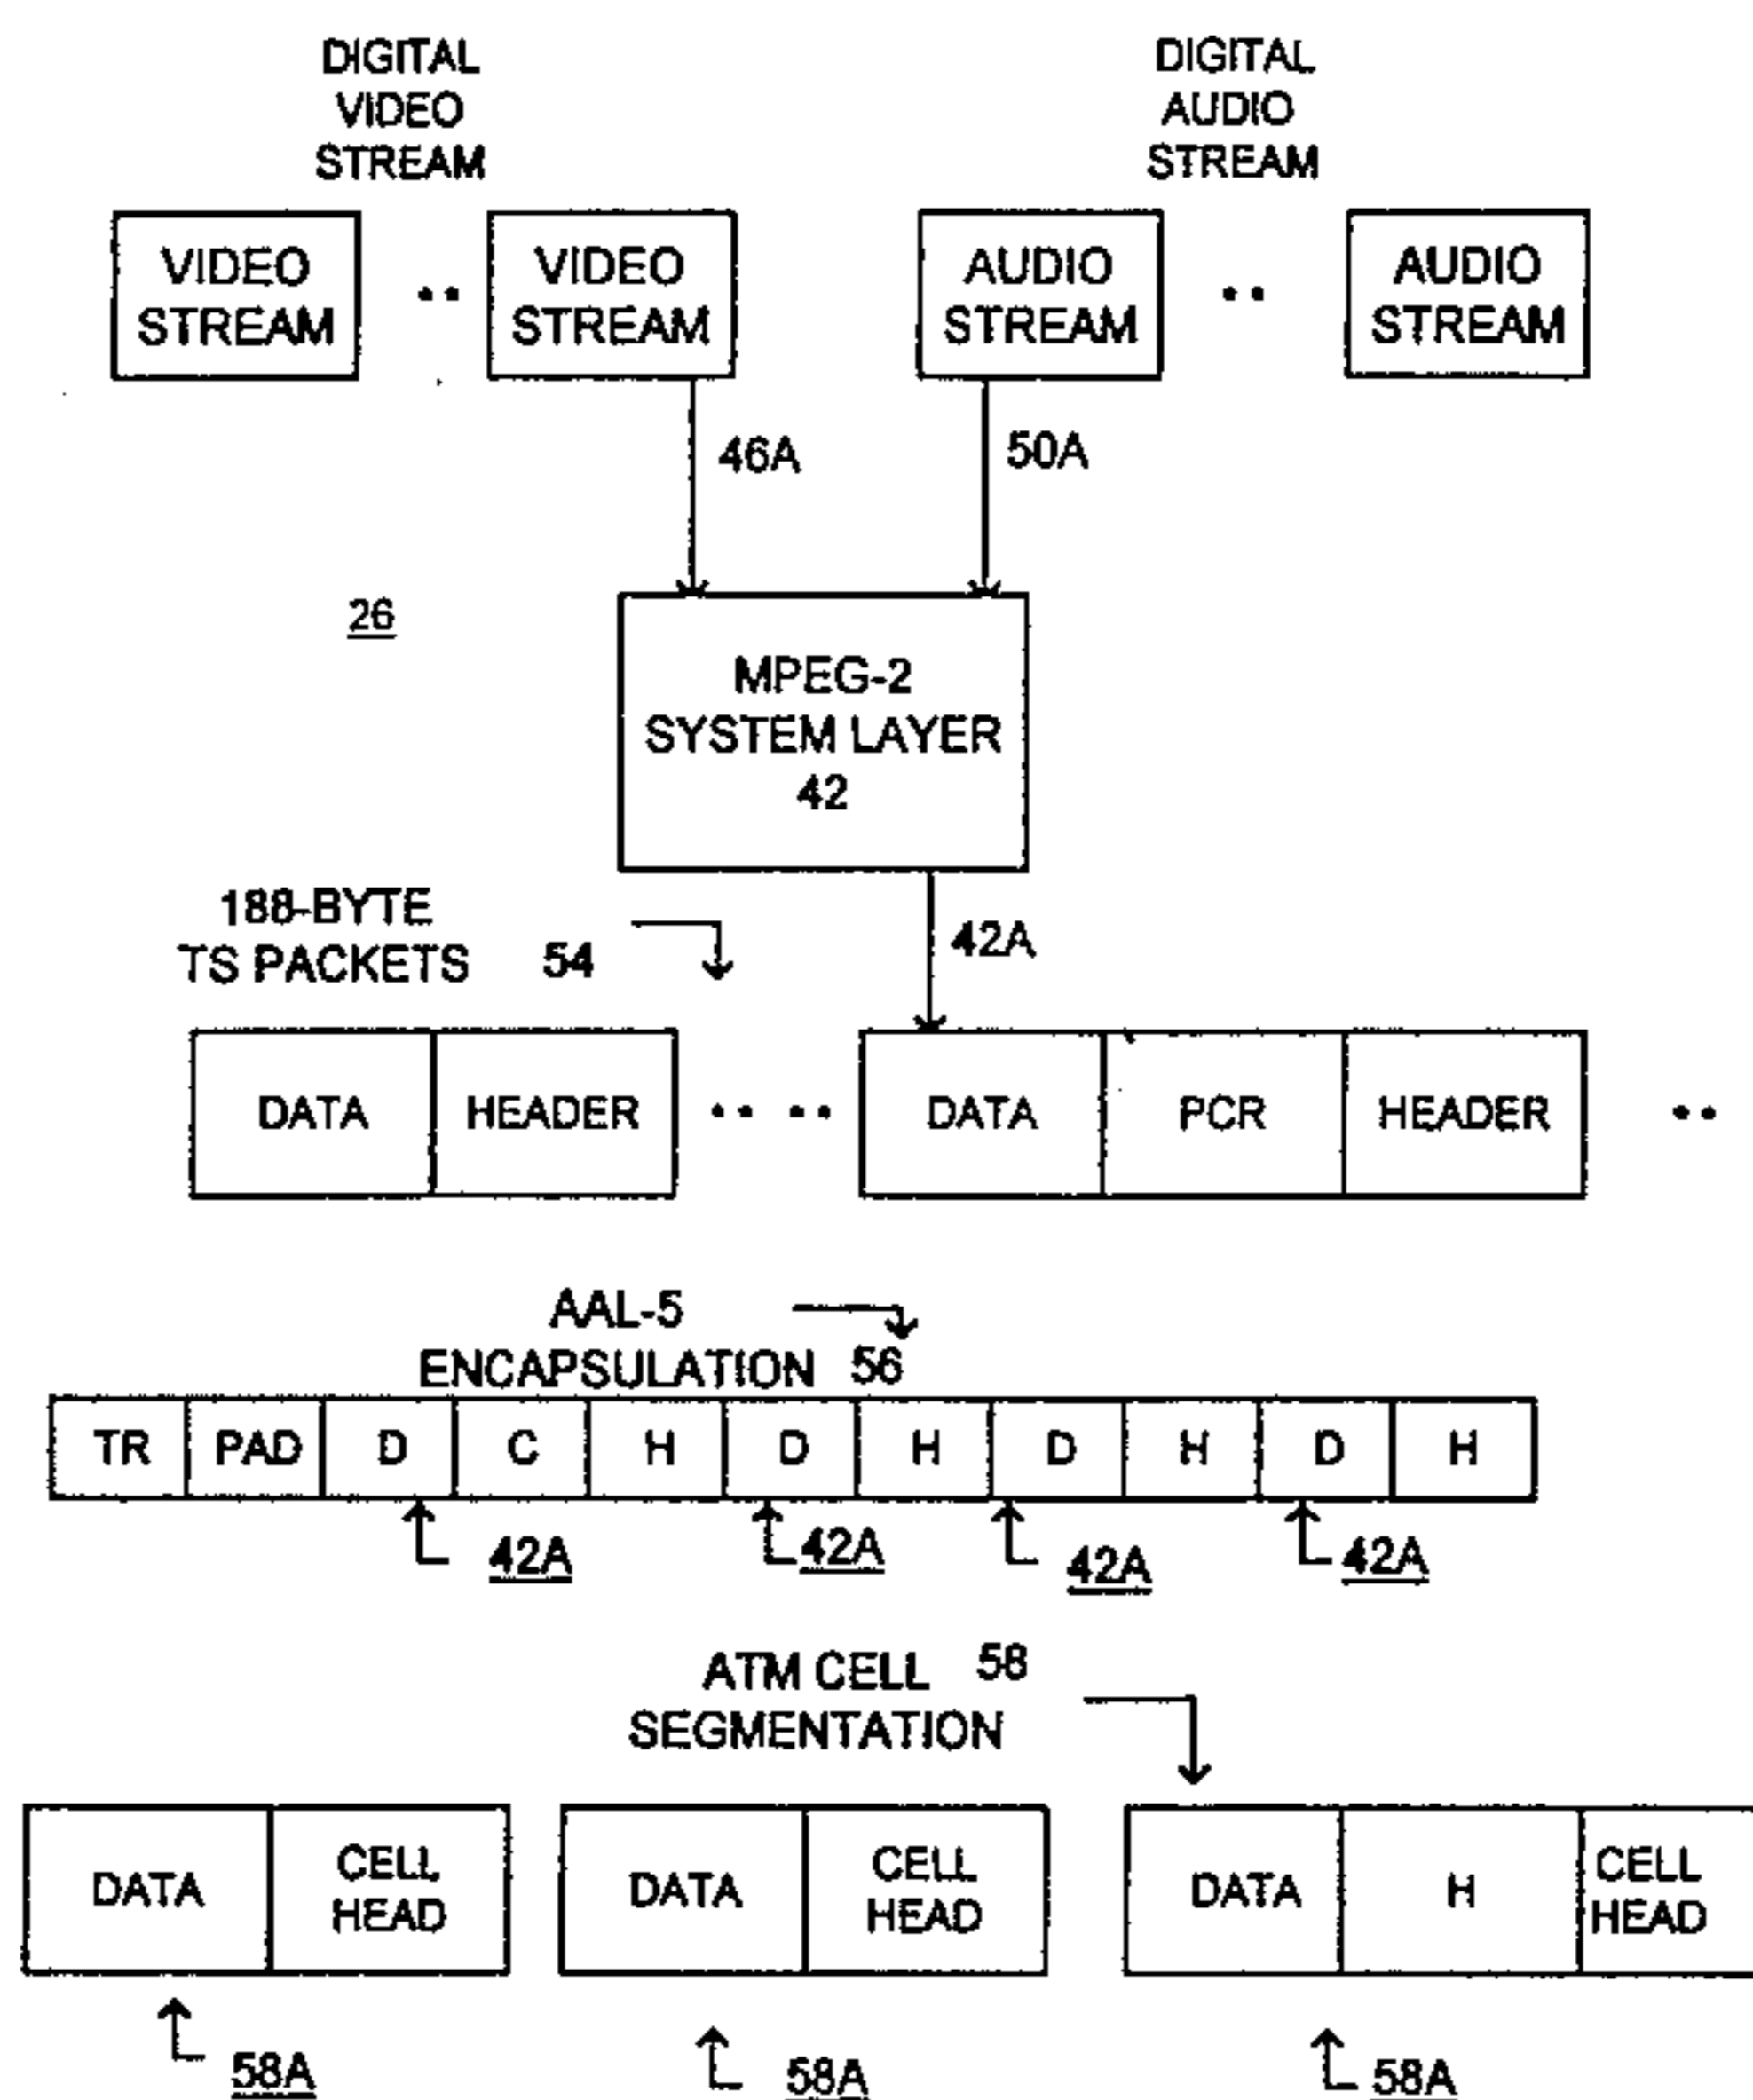 DIGITAL
VIDEO
STREAM
DIGITAL
AUDIO
STREAM
VIDEO
STREAM
..
VIDEO
STREAM
AUDIO
STREAM
..
AUDIO
STREAM
46A
50A
26
MPEG-2
SYSTEM LAYER
42
188-BYTE
TS PACKETS 54
42A
DATA HEADER .. .. DATA PCR HEADER ..
AAL-5
ENCAPSULATION 56
TR PAD D C H D H D H D H
42A 42A 42A 42A
ATM CELL 58
SEGMENTATION
DATA
CELL
HEAD
DATA
CELL
HEAD
DATA
H
CELL
HEAD
58A 58A 58A